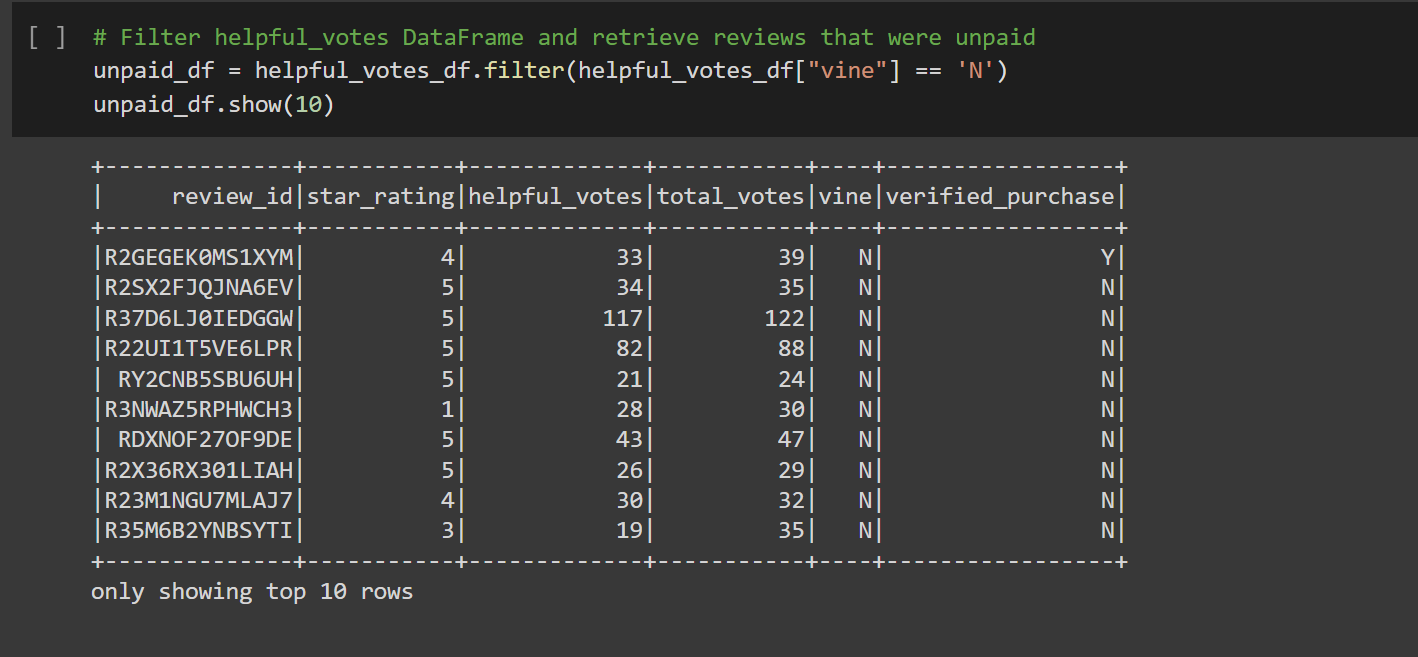 [ ] # Filter helpful_votes DataFrame and retrieve reviews that were unpaid
unpaid_df = helpful_votes_df.filter(helpful_votes_df["vine"] == 'N')
unpaid_df.show(10)
+--------------+-----------+-------------+-----------+----+-----------------+
|     review_id|star_rating|helpful_votes|total_votes|vine|verified_purchase|
+--------------+-----------+-------------+-----------+----+-----------------+
|R2GEGEK0MS1XYM|          4|           33|         39|   N|                Y|
|R2SX2FJQJNA6EV|          5|           34|         35|   N|                N|
|R37D6LJ0IEDGGW|          5|          117|        122|   N|                N|
|R22UI1T5VE6LPR|          5|           82|         88|   N|                N|
| RY2CNB5SBU6UH|          5|           21|         24|   N|                N|
|R3NWAZ5RPHWCH3|          1|           28|         30|   N|                N|
| RDXNOF27OF9DE|          5|           43|         47|   N|                N|
|R2X36RX301LIAH|          5|           26|         29|   N|                N|
|R23M1NGU7MLAJ7|          4|           30|         32|   N|                N|
|R35M6B2YNBSYTI|          3|           19|         35|   N|                N|
+--------------+-----------+-------------+-----------+----+-----------------+
only showing top 10 rows